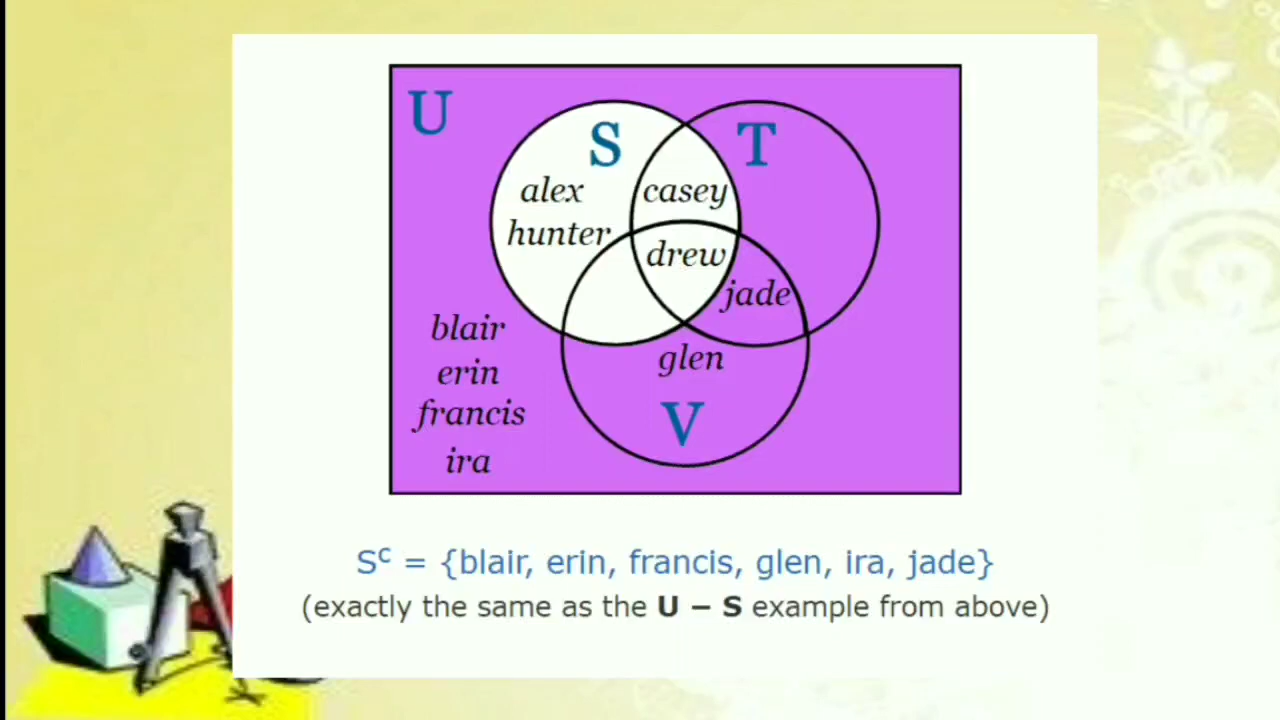 U
S
T
alex
casey
hunter
drew
jade
blair
glen
erin
francis
V
ira
Sᶜ = {blair, erin, francis, glen, ira, jade}
(exactly the same as the U − S example from above)